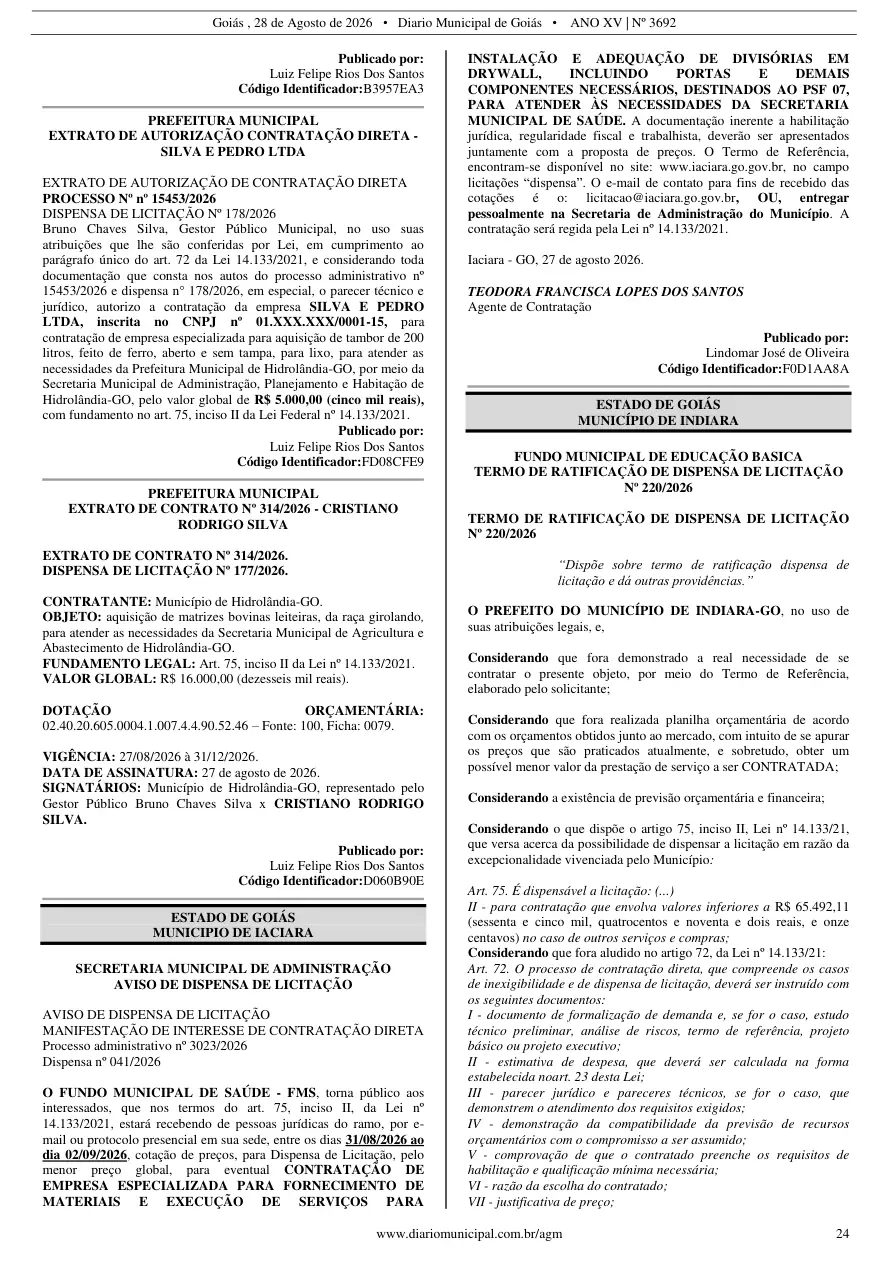 Goiás , 28 de Agosto de 2026 • Diario Municipal de Goiás • ANO XV | Nº 3692
Publicado por:
Luiz Felipe Rios Dos Santos
Código Identificador:B3957EA3
PREFEITURA MUNICIPAL
EXTRATO DE AUTORIZAÇÃO CONTRATAÇÃO DIRETA -
SILVA E PEDRO LTDA
EXTRATO DE AUTORIZAÇÃO DE CONTRATAÇÃO DIRETA
PROCESSO Nº nº 15453/2026
DISPENSA DE LICITAÇÃO Nº 178/2026
Bruno Chaves Silva, Gestor Público Municipal, no uso suas
atribuições que lhe são conferidas por Lei, em cumprimento ao
parágrafo único do art. 72 da Lei 14.133/2021, e considerando toda
documentação que consta nos autos do processo administrativo nº
15453/2026 e dispensa n° 178/2026, em especial, o parecer técnico e
jurídico, autorizo a contratação da empresa SILVA E PEDRO
LTDA, inscrita no CNPJ nº 01.XXX.XXX/0001-15, para
contratação de empresa especializada para aquisição de tambor de 200
litros, feito de ferro, aberto e sem tampa, para lixo, para atender as
necessidades da Prefeitura Municipal de Hidrolândia-GO, por meio da
Secretaria Municipal de Administração, Planejamento e Habitação de
Hidrolândia-GO, pelo valor global de R$ 5.000,00 (cinco mil reais),
com fundamento no art. 75, inciso II da Lei Federal nº 14.133/2021.
Publicado por:
Luiz Felipe Rios Dos Santos
Código Identificador:FD08CFE9
PREFEITURA MUNICIPAL
EXTRATO DE CONTRATO Nº 314/2026 - CRISTIANO
RODRIGO SILVA
EXTRATO DE CONTRATO Nº 314/2026.
DISPENSA DE LICITAÇÃO Nº 177/2026.
CONTRATANTE: Município de Hidrolândia-GO.
OBJETO: aquisição de matrizes bovinas leiteiras, da raça girolando,
para atender as necessidades da Secretaria Municipal de Agricultura e
Abastecimento de Hidrolândia-GO.
FUNDAMENTO LEGAL: Art. 75, inciso II da Lei nº 14.133/2021.
VALOR GLOBAL: R$ 16.000,00 (dezesseis mil reais).
DOTAÇÃO ORÇAMENTÁRIA:
02.40.20.605.0004.1.007.4.4.90.52.46 – Fonte: 100, Ficha: 0079.
VIGÊNCIA: 27/08/2026 à 31/12/2026.
DATA DE ASSINATURA: 27 de agosto de 2026.
SIGNATÁRIOS: Município de Hidrolândia-GO, representado pelo
Gestor Público Bruno Chaves Silva x CRISTIANO RODRIGO
SILVA.
Publicado por:
Luiz Felipe Rios Dos Santos
Código Identificador:D060B90E
ESTADO DE GOIÁS
MUNICIPIO DE IACIARA
SECRETARIA MUNICIPAL DE ADMINISTRAÇÃO
AVISO DE DISPENSA DE LICITAÇÃO
AVISO DE DISPENSA DE LICITAÇÃO
MANIFESTAÇÃO DE INTERESSE DE CONTRATAÇÃO DIRETA
Processo administrativo nº 3023/2026
Dispensa nº 041/2026
O FUNDO MUNICIPAL DE SAÚDE - FMS, torna público aos
interessados, que nos termos do art. 75, inciso II, da Lei nº
14.133/2021, estará recebendo de pessoas jurídicas do ramo, por e-
mail ou protocolo presencial em sua sede, entre os dias 31/08/2026 ao
dia 02/09/2026, cotação de preços, para Dispensa de Licitação, pelo
menor preço global, para eventual CONTRATAÇÃO DE
EMPRESA ESPECIALIZADA PARA FORNECIMENTO DE
MATERIAIS E EXECUÇÃO DE SERVIÇOS PARA
INSTALAÇÃO E ADEQUAÇÃO DE DIVISÓRIAS EM
DRYWALL, INCLUINDO PORTAS E DEMAIS
COMPONENTES NECESSÁRIOS, DESTINADOS AO PSF 07,
PARA ATENDER ÀS NECESSIDADES DA SECRETARIA
MUNICIPAL DE SAÚDE. A documentação inerente a habilitação
jurídica, regularidade fiscal e trabalhista, deverão ser apresentados
juntamente com a proposta de preços. O Termo de Referência,
encontram-se disponível no site: www.iaciara.go.gov.br, no campo
licitações “dispensa”. O e-mail de contato para fins de recebido das
cotações é o: licitacao@iaciara.go.gov.br, OU, entregar
pessoalmente na Secretaria de Administração do Município. A
contratação será regida pela Lei nº 14.133/2021.
Iaciara - GO, 27 de agosto 2026.
TEODORA FRANCISCA LOPES DOS SANTOS
Agente de Contratação
Publicado por:
Lindomar José de Oliveira
Código Identificador:F0D1AA8A
ESTADO DE GOIÁS
MUNICÍPIO DE INDIARA
FUNDO MUNICIPAL DE EDUCAÇÃO BASICA
TERMO DE RATIFICAÇÃO DE DISPENSA DE LICITAÇÃO
Nº 220/2026
TERMO DE RATIFICAÇÃO DE DISPENSA DE LICITAÇÃO
Nº 220/2026
“Dispõe sobre termo de ratificação dispensa de
licitação e dá outras providências.”
O PREFEITO DO MUNICÍPIO DE INDIARA-GO, no uso de
suas atribuições legais, e,
Considerando que fora demonstrado a real necessidade de se
contratar o presente objeto, por meio do Termo de Referência,
elaborado pelo solicitante;
Considerando que fora realizada planilha orçamentária de acordo
com os orçamentos obtidos junto ao mercado, com intuito de se apurar
os preços que são praticados atualmente, e sobretudo, obter um
possível menor valor da prestação de serviço a ser CONTRATADA;
Considerando a existência de previsão orçamentária e financeira;
Considerando o que dispõe o artigo 75, inciso II, Lei nº 14.133/21,
que versa acerca da possibilidade de dispensar a licitação em razão da
excepcionalidade vivenciada pelo Município:
Art. 75. É dispensável a licitação: (...)
II - para contratação que envolva valores inferiores a R$ 65.492,11
(sessenta e cinco mil, quatrocentos e noventa e dois reais, e onze
centavos) no caso de outros serviços e compras;
Considerando que fora aludido no artigo 72, da Lei nº 14.133/21:
Art. 72. O processo de contratação direta, que compreende os casos
de inexigibilidade e de dispensa de licitação, deverá ser instruído com
os seguintes documentos:
I - documento de formalização de demanda e, se for o caso, estudo
técnico preliminar, análise de riscos, termo de referência, projeto
básico ou projeto executivo;
II - estimativa de despesa, que deverá ser calculada na forma
estabelecida noart. 23 desta Lei;
III - parecer jurídico e pareceres técnicos, se for o caso, que
demonstrem o atendimento dos requisitos exigidos;
IV - demonstração da compatibilidade da previsão de recursos
orçamentários com o compromisso a ser assumido;
V - comprovação de que o contratado preenche os requisitos de
habilitação e qualificação mínima necessária;
VI - razão da escolha do contratado;
VII - justificativa de preço;
www.diariomunicipal.com.br/agm 24